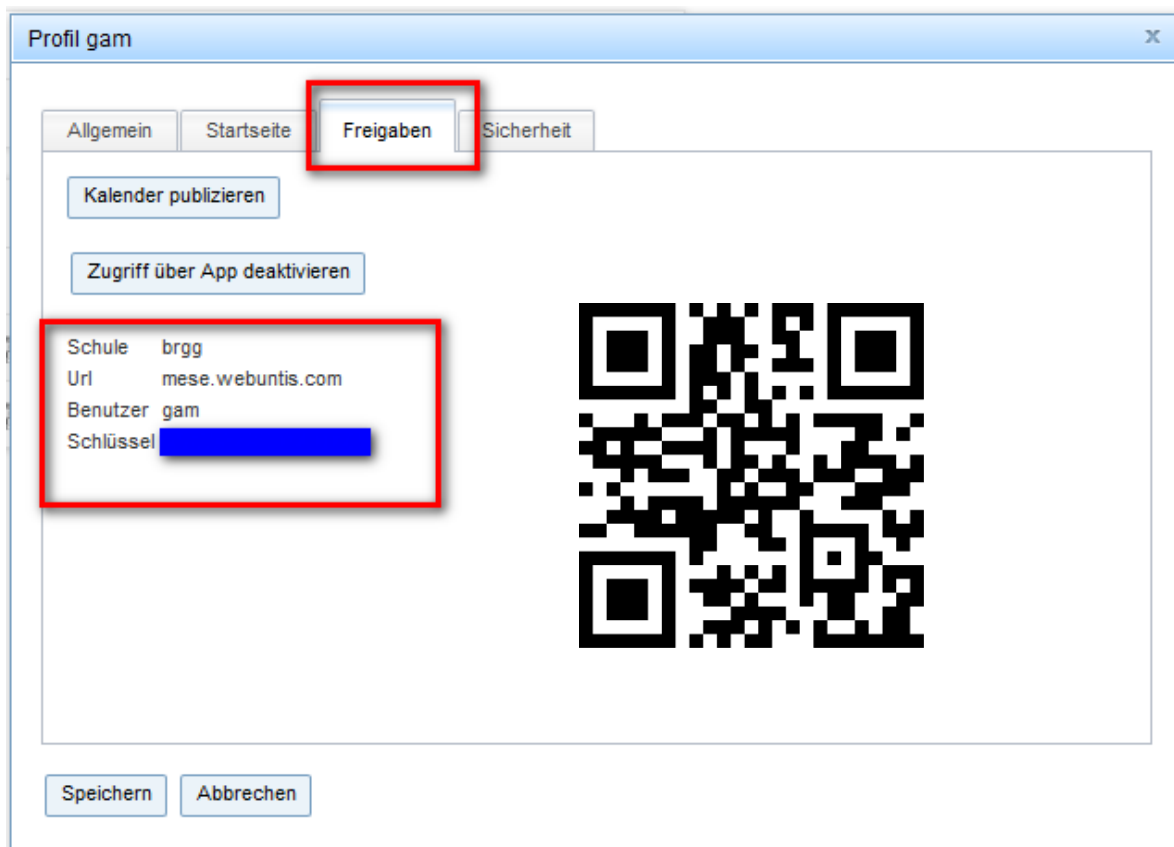 Profil gam x
Allgemein Startseite Freigaben Sicherheit
Kalender publizieren
Zugriff über App deaktivieren
Schule brgg
Url mese.webuntis.com
Benutzer gam
Schlüssel
Speichern Abbrechen